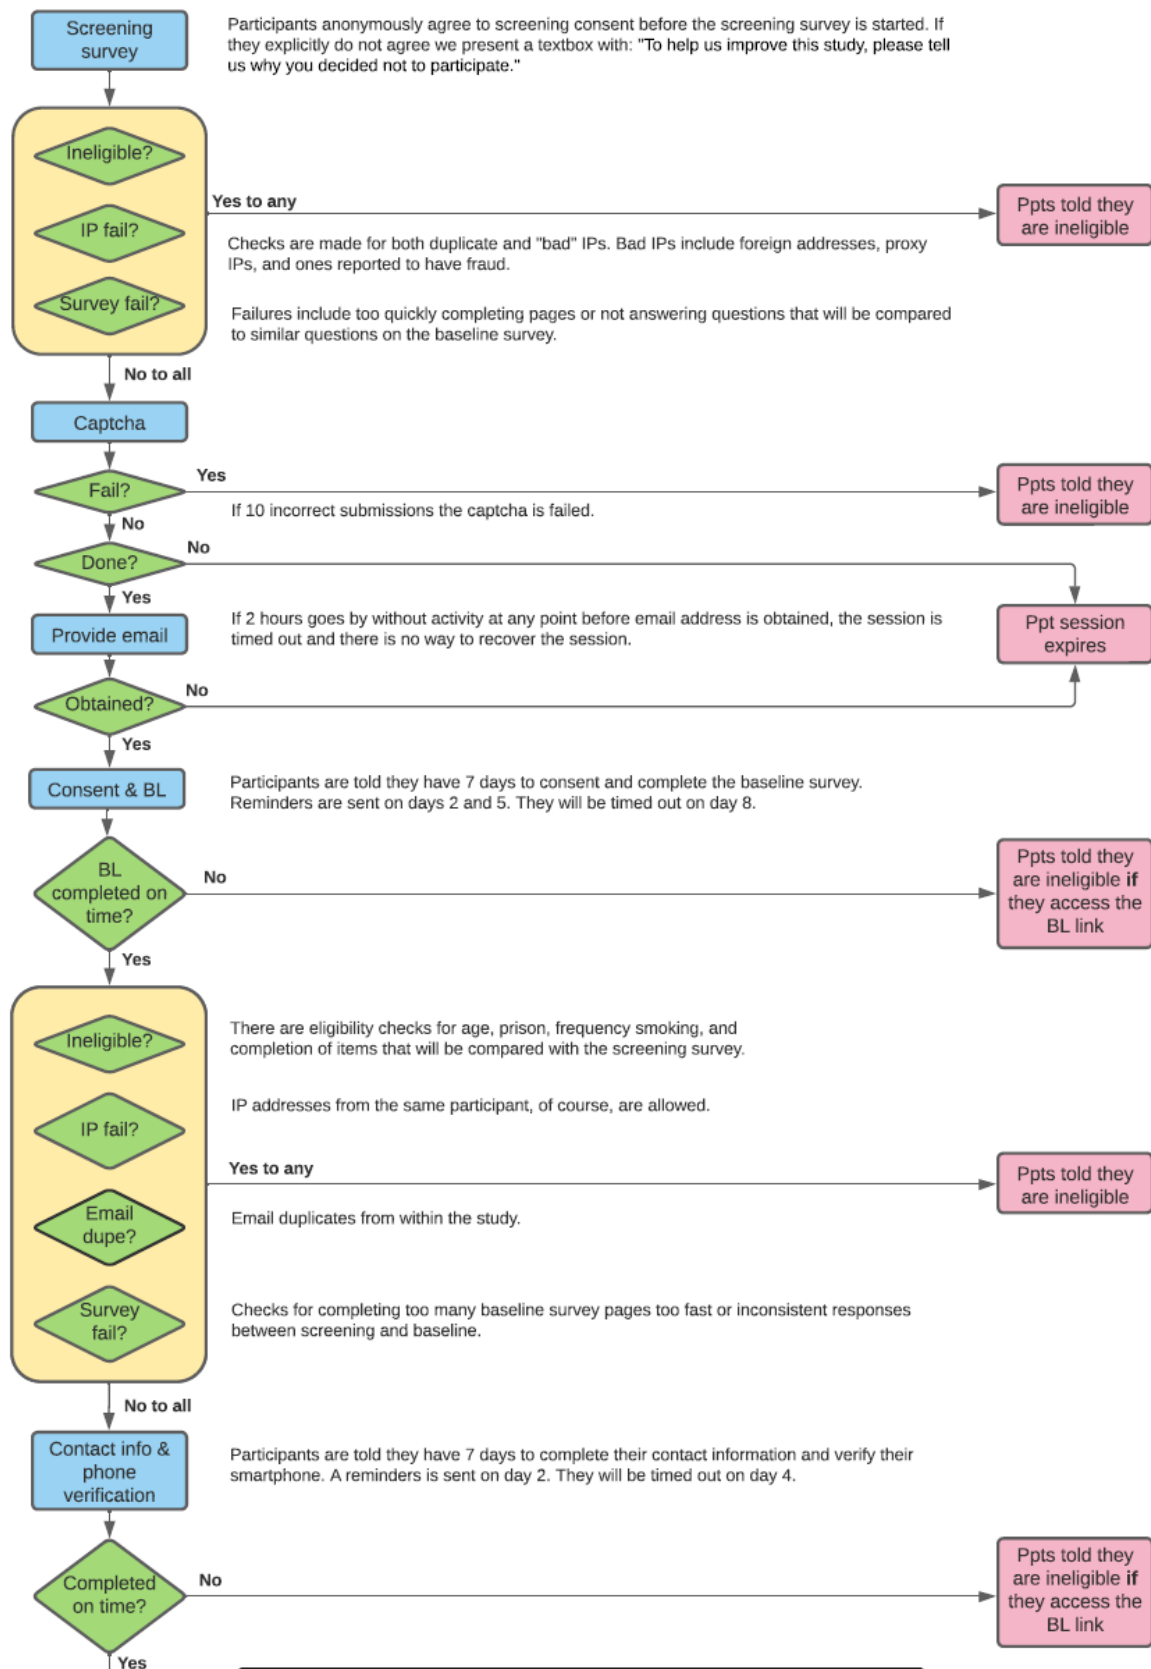 Screening
survey
Participants anonymously agree to screening consent before the screening survey is started. If
they explicitly do not agree we present a textbox with: "To help us improve this study, please tell
us why you decided not to participate."
Ineligible?
IP fail?
Survey fail?
Yes to any
Ppts told they
are ineligible
Checks are made for both duplicate and "bad" IPs. Bad IPs include foreign addresses, proxy
IPs, and ones reported to have fraud.
Failures include too quickly completing pages or not answering questions that will be compared
to similar questions on the baseline survey.
No to all
Captcha
Fail?
Yes
Ppts told they
are ineligible
If 10 incorrect submissions the captcha is failed.
No
Done?
No
Yes
Provide email
If 2 hours goes by without activity at any point before email address is obtained, the session is
timed out and there is no way to recover the session.
Ppt session
expires
Obtained?
No
Yes
Consent & BL
Participants are told they have 7 days to consent and complete the baseline survey.
Reminders are sent on days 2 and 5. They will be timed out on day 8.
BL
completed on
time?
No
Ppts told they
are ineligible if
they access the
BL link
Yes
Ineligible?
There are eligibility checks for age, prison, frequency smoking, and
completion of items that will be compared with the screening survey.
IP fail?
IP addresses from the same participant, of course, are allowed.
Yes to any
Ppts told they
are ineligible
Email
dupe?
Email duplicates from within the study.
Survey
fail?
Checks for completing too many baseline survey pages too fast or inconsistent responses
between screening and baseline.
No to all
Contact info &
phone
verification
Participants are told they have 7 days to complete their contact information and verify their
smartphone. A reminders is sent on day 2. They will be timed out on day 4.
Completed
on time?
No
Ppts told they
are ineligible if
they access the
BL link
Yes